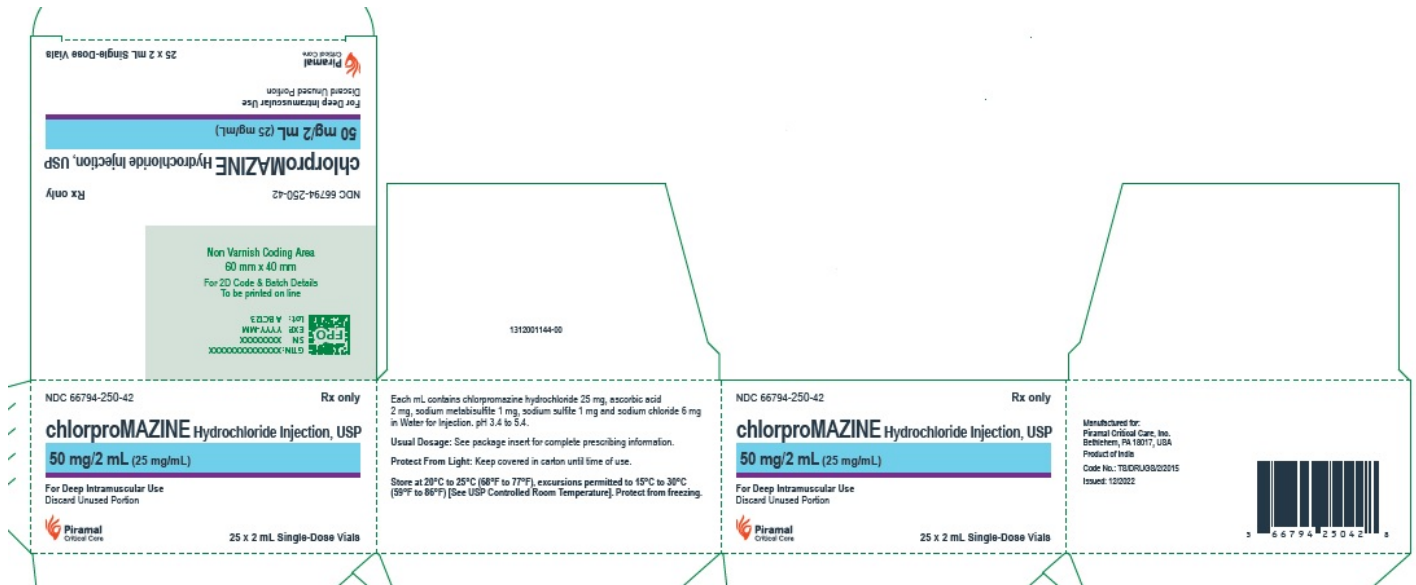 25 x 2 mL Single-Dose Vials
Piramal
Critical Care
Discard Unused Portion
For Deep Intramuscular Use
50 mg/2 mL (25 mg/mL)
chlorproMAZINE Hydrochloride Injection, USP
Rx only
NDC 66794-250-42
Non Varnish Coding Area
60 mm x 40 mm
For 2D Code & Batch Details
To be printed on line
Lot: ABC123
EXP YYYY-MM
SN XXXXXXXX
GTIN:XXXXXXXXXXXXXX
FPO
1312001144-00
NDC 66794-250-42 Rx only
chlorproMAZINE Hydrochloride Injection, USP
50 mg/2 mL (25 mg/mL)
For Deep Intramuscular Use
Discard Unused Portion
Piramal
Critical Care
25 x 2 mL Single-Dose Vials
Each mL contains chlorpromazine hydrochloride 25 mg, ascorbic acid
2 mg, sodium metabisulfite 1 mg, sodium sulfite 1 mg and sodium chloride 6 mg
in Water for Injection. pH 3.4 to 5.4.
Usual Dosage: See package insert for complete prescribing information.
Protect From Light: Keep covered in carton until time of use.
Store at 20°C to 25°C (68°F to 77°F), excursions permitted to 15°C to 30°C
(59°F to 86°F) [See USP Controlled Room Temperature]. Protect from freezing.
NDC 66794-250-42 Rx only
chlorproMAZINE Hydrochloride Injection, USP
50 mg/2 mL (25 mg/mL)
For Deep Intramuscular Use
Discard Unused Portion
Piramal
Critical Care
25 x 2 mL Single-Dose Vials
Manufactured for:
Piramal Critical Care, Inc.
Bethlehem, PA 18017, USA
Product of India
Code No.: TS/DRUGS/2/2015
Issued: 12/2022
3 66794 25042 8